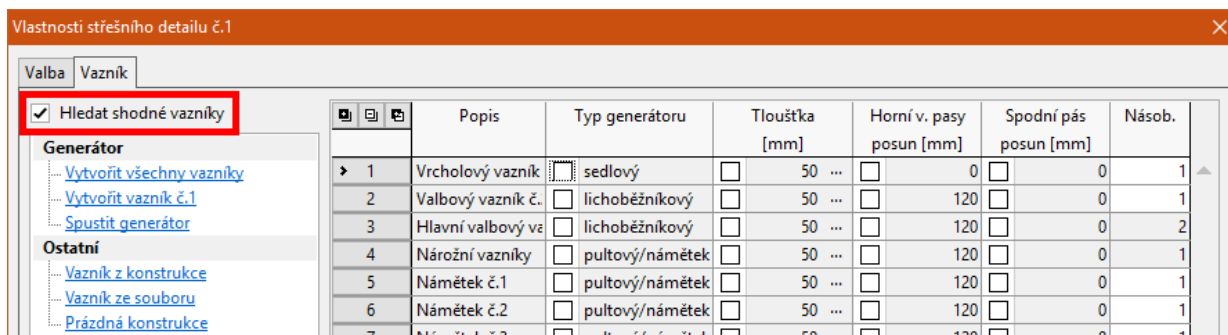 Vlastnosti střešního detailu č.1
Valba Vazník
Hledat shodné vazníky
Generátor
Vytvořit všechny vazníky
Vytvořit vazník č.1
Spustit generátor
Ostatní
Vazník z konstrukce
Vazník ze souboru
Prázdná konstrukce
Popis Typ generátoru Tloušťka Horní v. pasy Spodní pás Násob.
[mm] posun [mm] posun [mm]
1 Vrcholový vazník sedlový 50 ... 0 0 1
2 Valbový vazník č.. lichoběžníkový 50 ... 120 0 1
3 Hlavní valbový va lichoběžníkový 50 ... 120 0 2
4 Nárožní vazníky pultový/námětek 50 ... 120 0 1
5 Námětek č.1 pultový/námětek 50 ... 120 0 1
6 Námětek č.2 pultový/námětek 50 ... 120 0 1